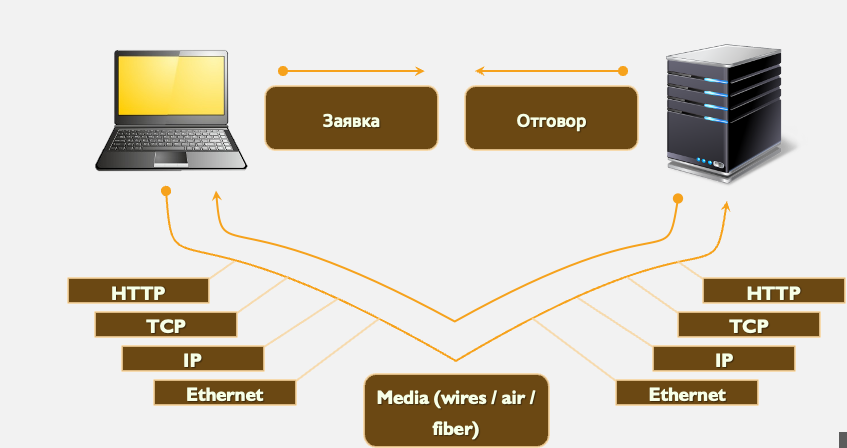 Заявка
Отговор
HTTP
HTTP
TCP
TCP
IP
IP
Ethernet
Ethernet
Media (wires / air /
fiber)